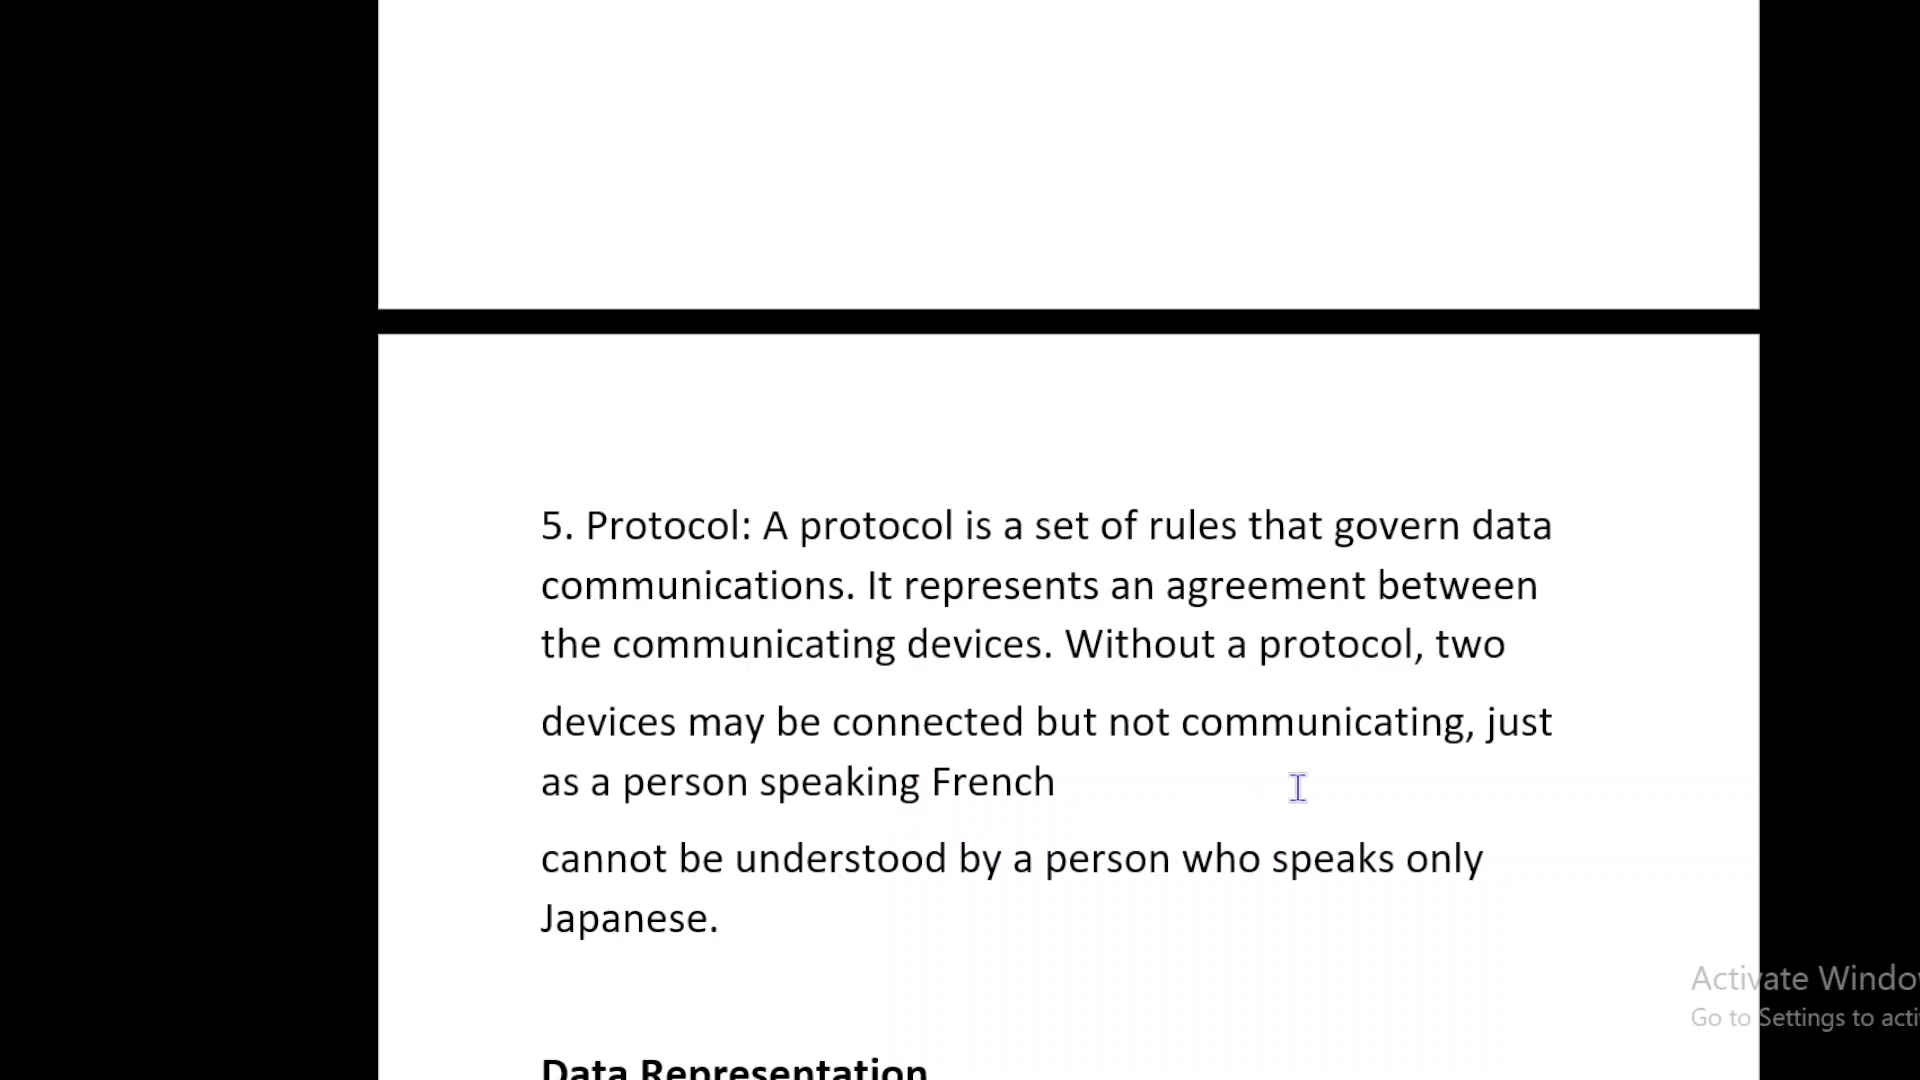 5. Protocol: A protocol is a set of rules that govern data
communications. It represents an agreement between
the communicating devices. Without a protocol, two
devices may be connected but not communicating, just
as a person speaking French
cannot be understood by a person who speaks only
Japanese.
Activate Windo
Go to Settings to acti
Data Representation